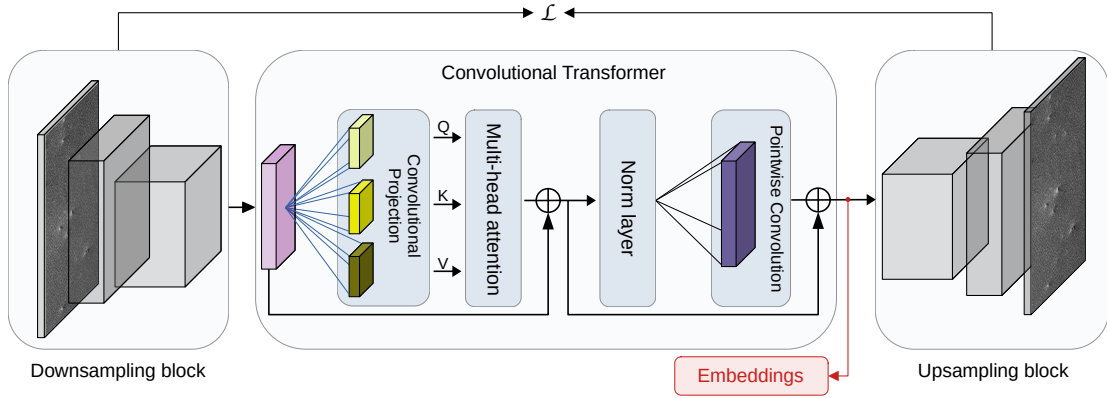 ℒ
Convolutional Transformer
Convolutional
Projection
Q
K
V
Multi-head attention
Norm layer
Pointwise Convolution
Downsampling block
Embeddings
Upsampling block